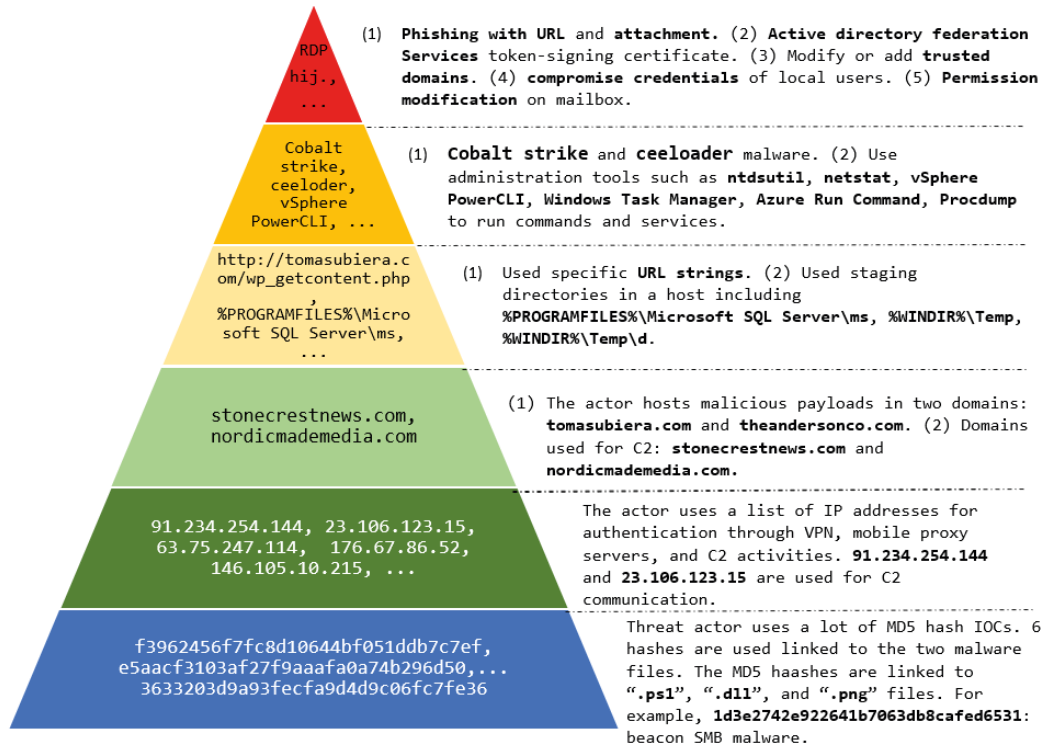 RDP
hij.,
...
(1) Phishing with URL and attachment. (2) Active directory federation
Services token-signing certificate. (3) Modify or add trusted
domains. (4) compromise credentials of local users. (5) Permission
modification on mailbox.
Cobalt
strike,
ceeloder,
vSphere
PowerCLI, ...
(1) Cobalt strike and ceeloader malware. (2) Use
administration tools such as ntdsutil, netstat, vSphere
PowerCLI, Windows Task Manager, Azure Run Command, Procdump
to run commands and services.
http://tomasubiera.c
om/wp_getcontent.php
,
%PROGRAMFILES%\Micro
soft SQL Server\ms,
...
(1) Used specific URL strings. (2) Used staging
directories in a host including
%PROGRAMFILES%\Microsoft SQL Server\ms, %WINDIR%\Temp,
%WINDIR%\Temp\d.
stonecrestnews.com,
nordicmademedia.com
(1) The actor hosts malicious payloads in two domains:
tomasubiera.com and theandersonco.com. (2) Domains
used for C2: stonecrestnews.com and
nordicmademedia.com.
91.234.254.144, 23.106.123.15,
63.75.247.114, 176.67.86.52,
146.105.10.215, ...
The actor uses a list of IP addresses for
authentication through VPN, mobile proxy
servers, and C2 activities. 91.234.254.144
and 23.106.123.15 are used for C2
communication.
f3962456f7fc8d10644bf051ddb7c7ef,
e5aacf3103af27f9aaafa0a74b296d50,...
3633203d9a93fecfa9d4d9c06fc7fe36
Threat actor uses a lot of MD5 hash IOCs. 6
hashes are used linked to the two malware
files. The MD5 haashes are linked to
“.ps1”, “.dll”, and “.png” files. For
example, 1d3e2742e922641b7063db8cafed6531:
beacon SMB malware.